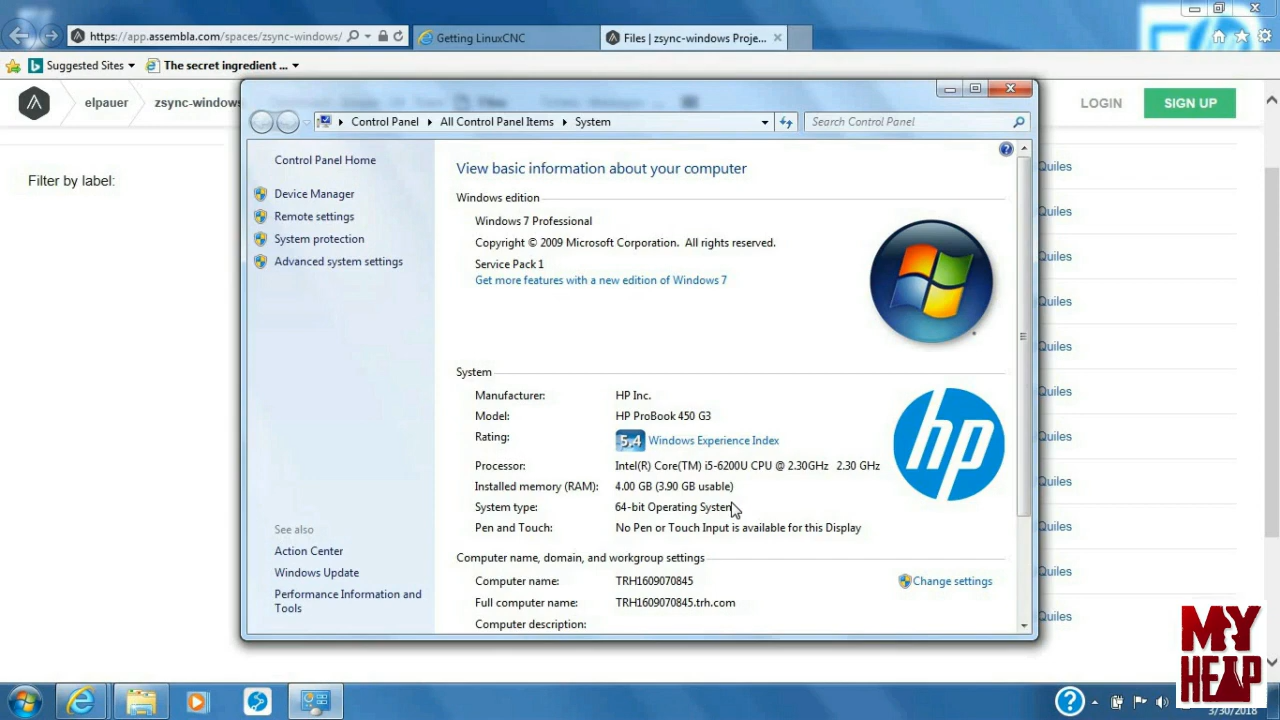 https://app.assembla.com/spaces/zsync-windows/
Getting LinuxCNC
Files | zsync-windows Proje...
Suggested Sites
The secret ingredient ...
elpauer
zsync-windows
LOGIN
SIGN UP
Filter by label:
Control Panel
All Control Panel Items
System
Search Control Panel
Control Panel Home
Device Manager
Remote settings
System protection
Advanced system settings
See also
Action Center
Windows Update
Performance Information and
Tools
View basic information about your computer
Windows edition
Windows 7 Professional
Copyright © 2009 Microsoft Corporation. All rights reserved.
Service Pack 1
Get more features with a new edition of Windows 7
System
Manufacturer: HP Inc.
Model: HP ProBook 450 G3
Rating: 5.4 Windows Experience Index
Processor: Intel(R) Core(TM) i5-6200U CPU @ 2.30GHz 2.30 GHz
Installed memory (RAM): 4.00 GB (3.90 GB usable)
System type: 64-bit Operating System
Pen and Touch: No Pen or Touch Input is available for this Display
hp
Computer name, domain, and workgroup settings
Computer name: TRH1609070845
Change settings
Full computer name: TRH1609070845.trh.com
Computer description:
Quiles
Quiles
Quiles
Quiles
Quiles
Quiles
Quiles
Quiles
Quiles
Quiles
Quiles
MY
HELP
3/30/2018